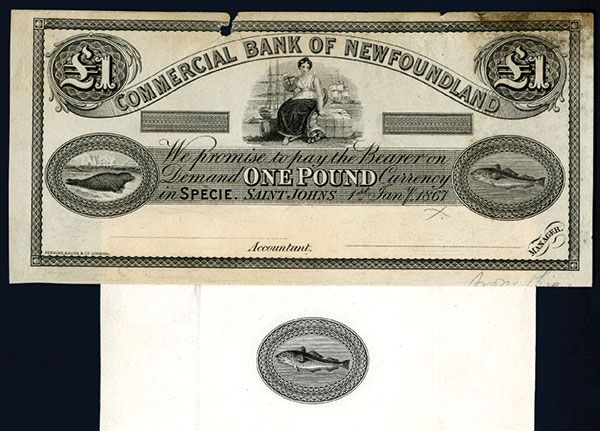 £1 £1
COMMERCIAL BANK OF NEWFOUNDLAND
We promise to pay the Bearer on
Demand ONE POUND Currency
in SPECIE. SAINT JOHNS 1st Jany. 1867
Accountant.
MANAGER.
PERKINS, BACON & Co LONDON.